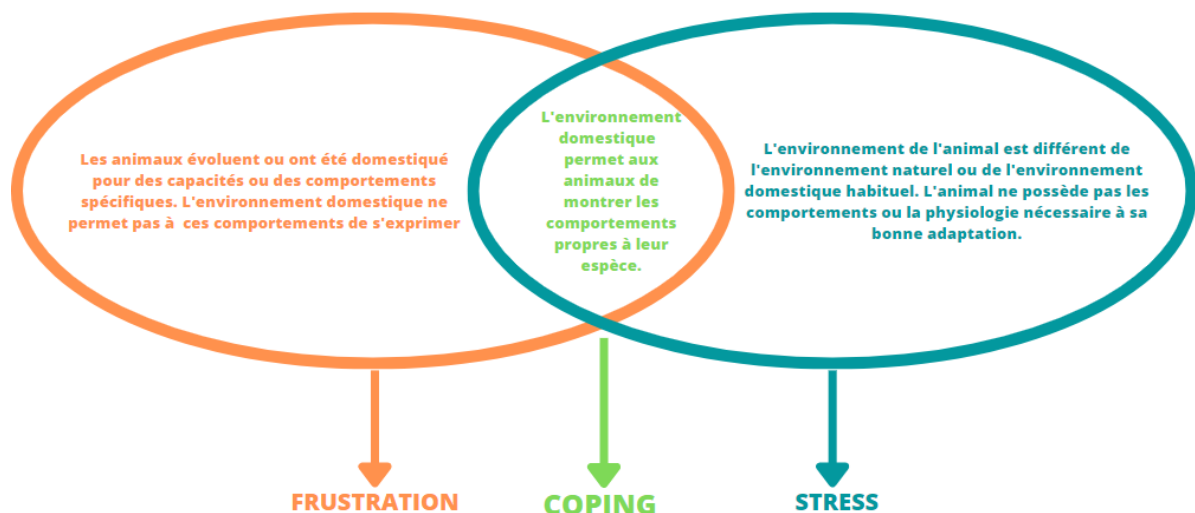 Les animaux évoluent ou ont été domestiqué
pour des capacités ou des comportements
spécifiques. L'environnement domestique ne
permet pas à ces comportements de s'exprimer
L'environnement
domestique
permet aux
animaux de
montrer les
comportements
propres à leur
espèce.
L'environnement de l'animal est différent de
l'environnement naturel ou de l'environnement
domestique habituel. L'animal ne possède pas les
comportements ou la physiologie nécessaire à sa
bonne adaptation.
FRUSTRATION
COPING
STRESS